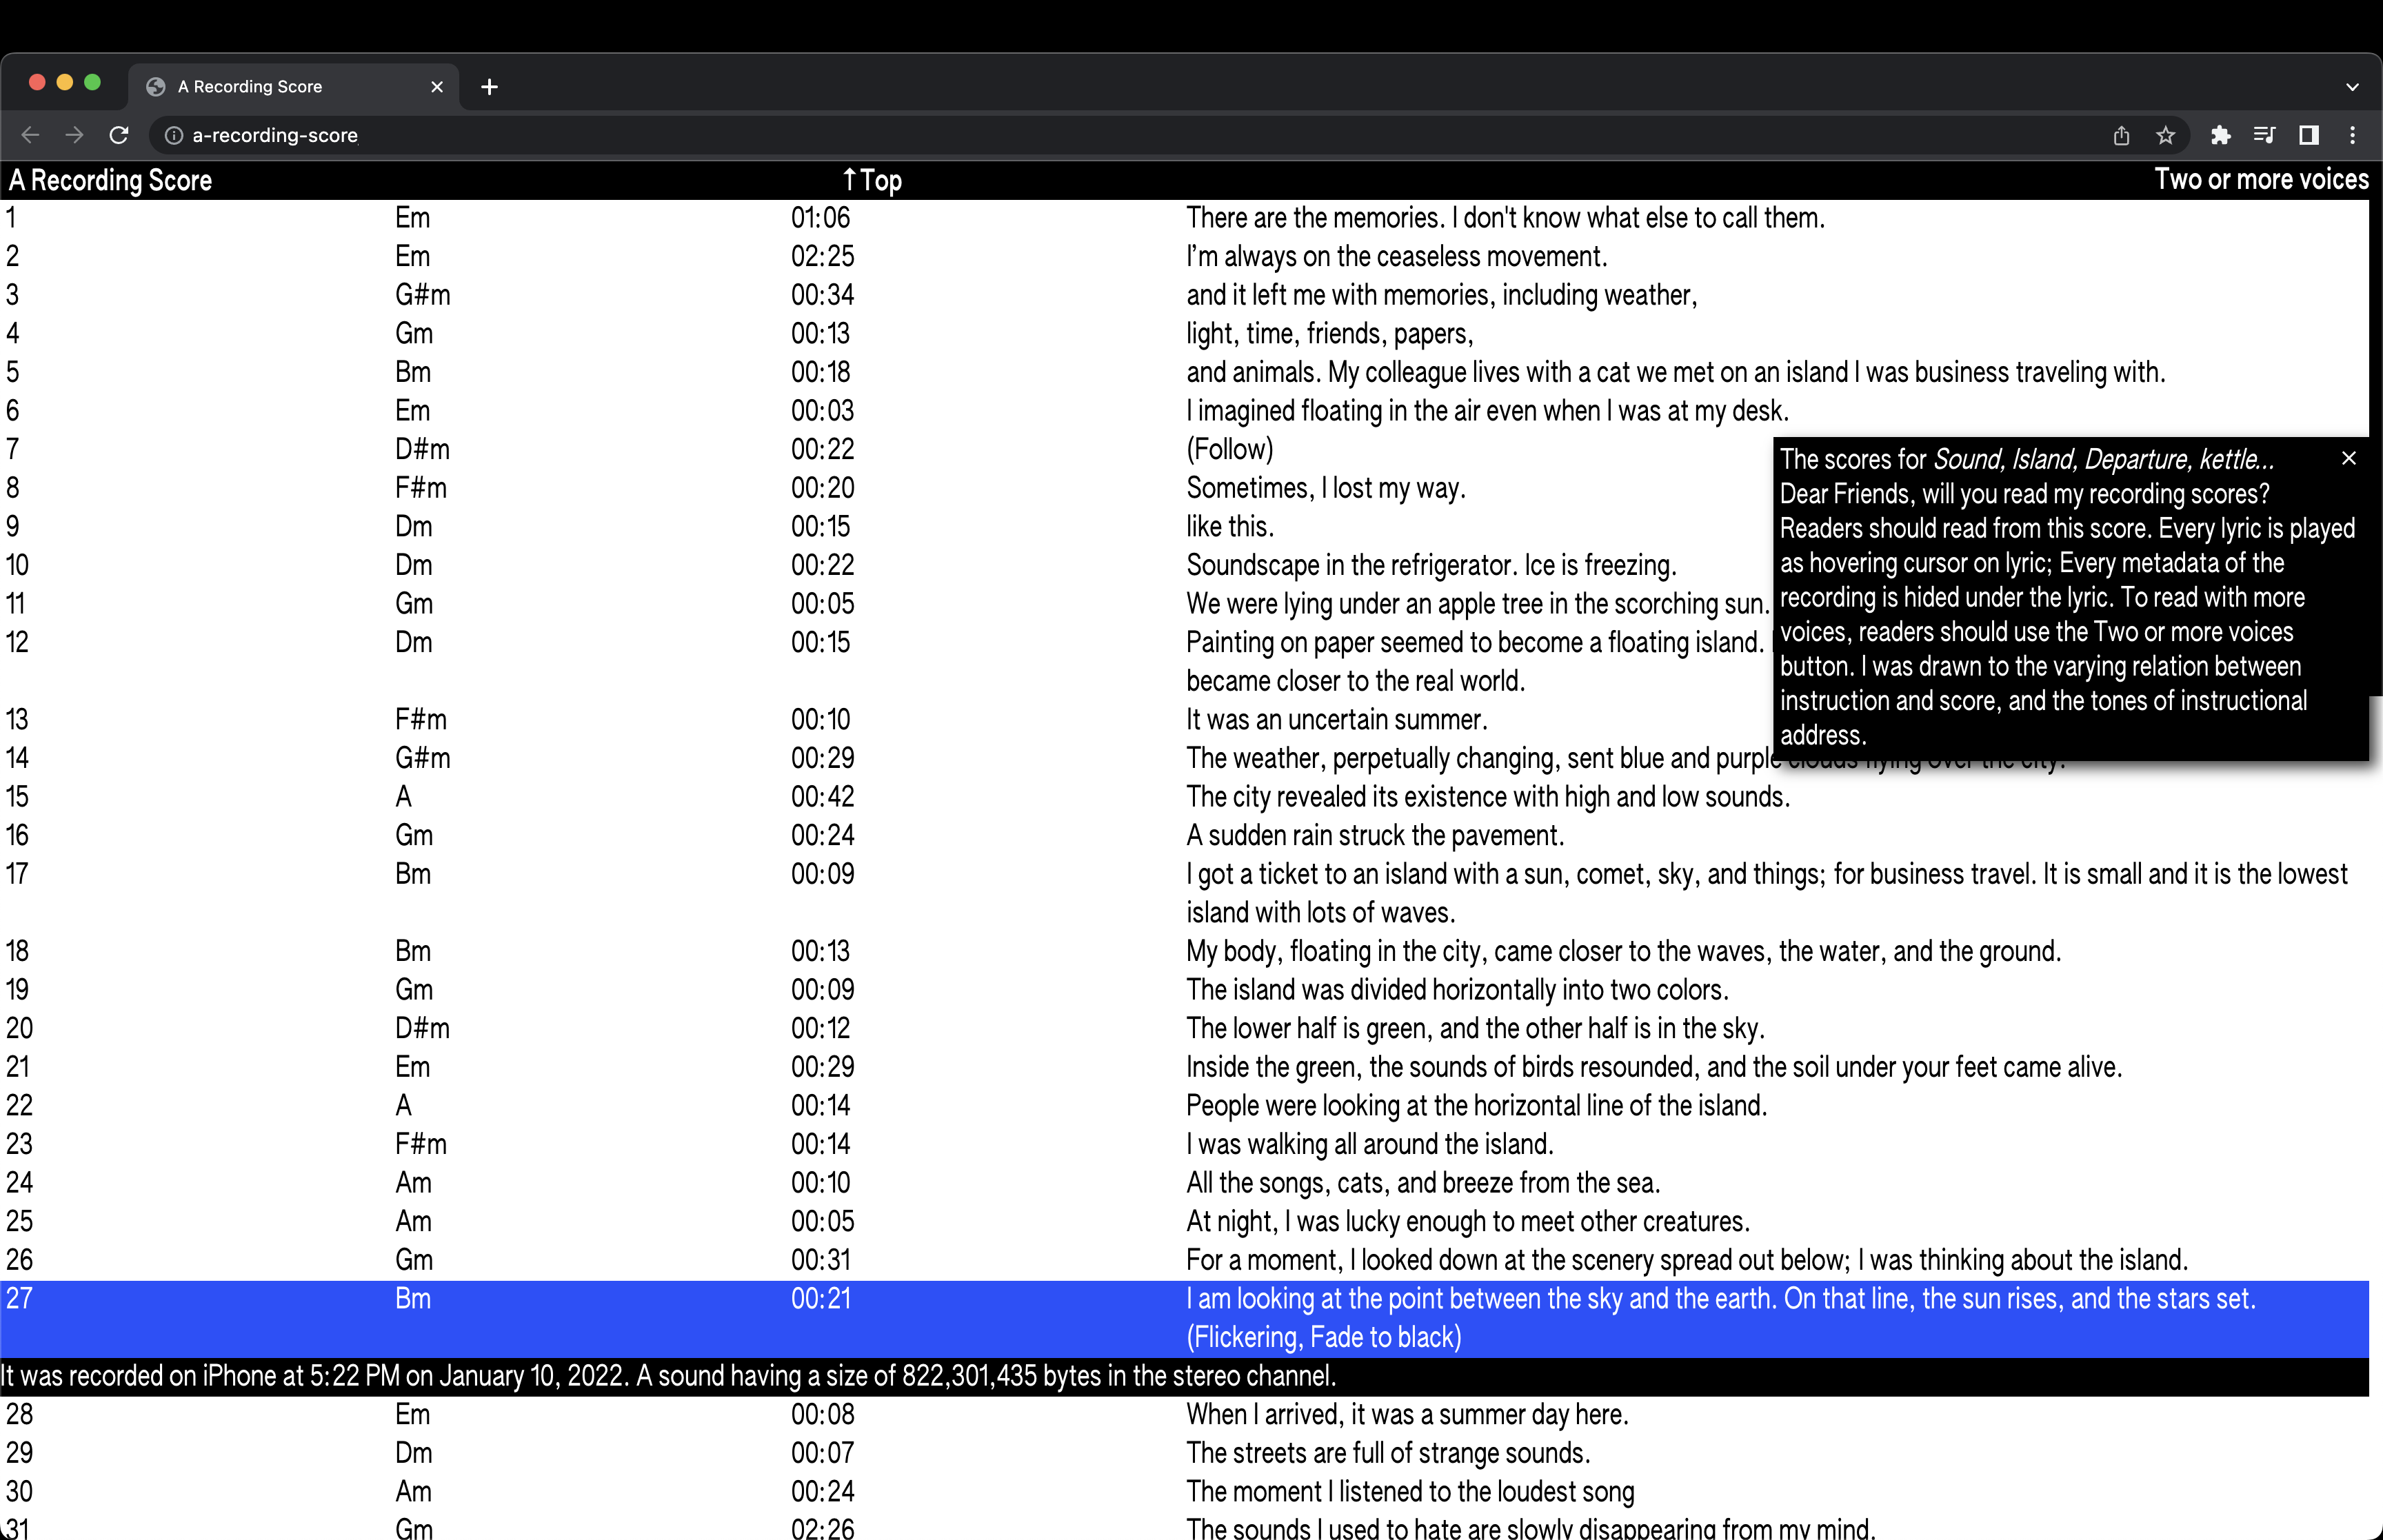 A Recording Score
a-recording-score
A Recording Score ↑Top Two or more voices
1 Em 01:06 There are the memories. I don't know what else to call them.
2 Em 02:25 I’m always on the ceaseless movement.
3 G#m 00:34 and it left me with memories, including weather,
4 Gm 00:13 light, time, friends, papers,
5 Bm 00:18 and animals. My colleague lives with a cat we met on an island I was business traveling with.
6 Em 00:03 I imagined floating in the air even when I was at my desk.
7 D#m 00:22 (Follow)
8 F#m 00:20 Sometimes, I lost my way.
9 Dm 00:15 like this.
10 Dm 00:22 Soundscape in the refrigerator. Ice is freezing.
11 Gm 00:05 We were lying under an apple tree in the scorching sun.
12 Dm 00:15 Painting on paper seemed to become a floating island.
became closer to the real world.
13 F#m 00:10 It was an uncertain summer.
14 G#m 00:29 The weather, perpetually changing, sent blue and purple clouds flying over the city.
15 A 00:42 The city revealed its existence with high and low sounds.
16 Gm 00:24 A sudden rain struck the pavement.
17 Bm 00:09 I got a ticket to an island with a sun, comet, sky, and things; for business travel. It is small and it is the lowest
island with lots of waves.
18 Bm 00:13 My body, floating in the city, came closer to the waves, the water, and the ground.
19 Gm 00:09 The island was divided horizontally into two colors.
20 D#m 00:12 The lower half is green, and the other half is in the sky.
21 Em 00:29 Inside the green, the sounds of birds resounded, and the soil under your feet came alive.
22 A 00:14 People were looking at the horizontal line of the island.
23 F#m 00:14 I was walking all around the island.
24 Am 00:10 All the songs, cats, and breeze from the sea.
25 Am 00:05 At night, I was lucky enough to meet other creatures.
26 Gm 00:31 For a moment, I looked down at the scenery spread out below; I was thinking about the island.
27 Bm 00:21 I am looking at the point between the sky and the earth. On that line, the sun rises, and the stars set.
(Flickering, Fade to black)
It was recorded on iPhone at 5:22 PM on January 10, 2022. A sound having a size of 822,301,435 bytes in the stereo channel.
28 Em 00:08 When I arrived, it was a summer day here.
29 Dm 00:07 The streets are full of strange sounds.
30 Am 00:24 The moment I listened to the loudest song
31 Gm 02:26 The sounds I used to hate are slowly disappearing from my mind.
The scores for Sound, Island, Departure, kettle...
Dear Friends, will you read my recording scores?
Readers should read from this score. Every lyric is played
as hovering cursor on lyric; Every metadata of the
recording is hided under the lyric. To read with more
voices, readers should use the Two or more voices
button. I was drawn to the varying relation between
instruction and score, and the tones of instructional
address.